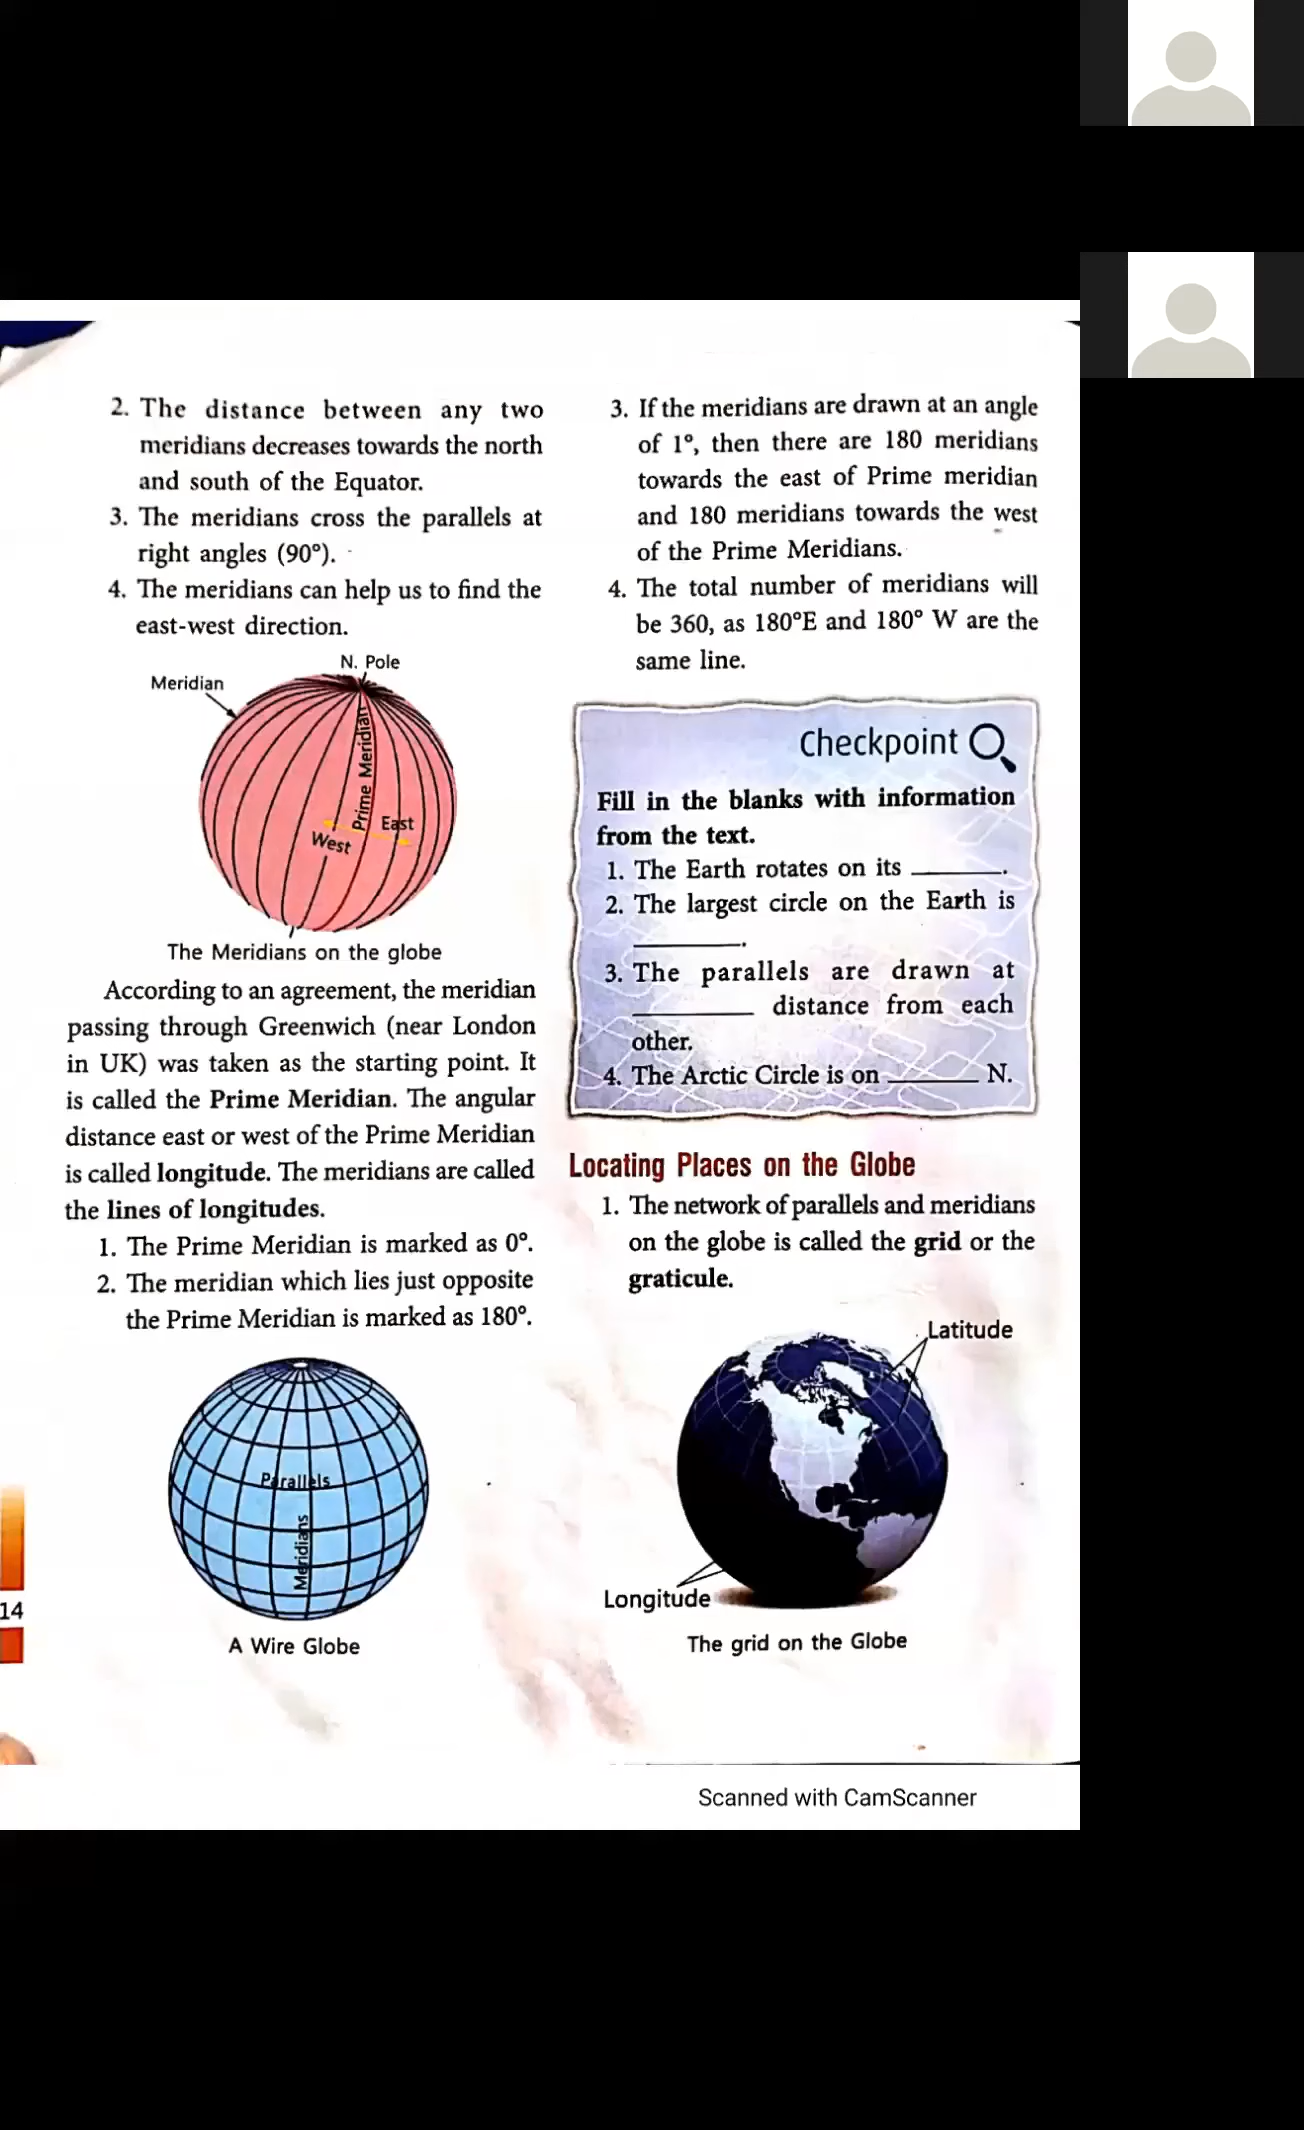 2. The distance between any two
meridians decreases towards the north
and south of the Equator.
3. The meridians cross the parallels at
right angles (90°).
4. The meridians can help us to find the
east-west direction.
N. Pole
Meridian
Prime Meridian
East
West
The Meridians on the globe
According to an agreement, the meridian
passing through Greenwich (near London
in UK) was taken as the starting point. It
is called the Prime Meridian. The angular
distance east or west of the Prime Meridian
is called longitude. The meridians are called
the lines of longitudes.
1. The Prime Meridian is marked as 0°.
2. The meridian which lies just opposite
the Prime Meridian is marked as 180°.
Parallels
Meridians
A Wire Globe
14
3. If the meridians are drawn at an angle
of 1°, then there are 180 meridians
towards the east of Prime meridian
and 180 meridians towards the west
of the Prime Meridians.
4. The total number of meridians will
be 360, as 180°E and 180° W are the
same line.
Checkpoint
Fill in the blanks with information
from the text.
1. The Earth rotates on its ________.
2. The largest circle on the Earth is
__________.
3. The parallels are drawn at
___________ distance from each
other.
4. The Arctic Circle is on ________ N.
Locating Places on the Globe
1. The network of parallels and meridians
on the globe is called the grid or the
graticule.
Latitude
Longitude
The grid on the Globe
Scanned with CamScanner